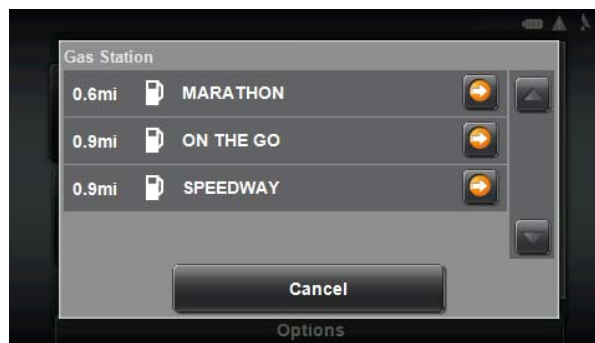 Gas Station
0.6mi MARATHON
0.9mi ON THE GO
0.9mi SPEEDWAY
Cancel
Options